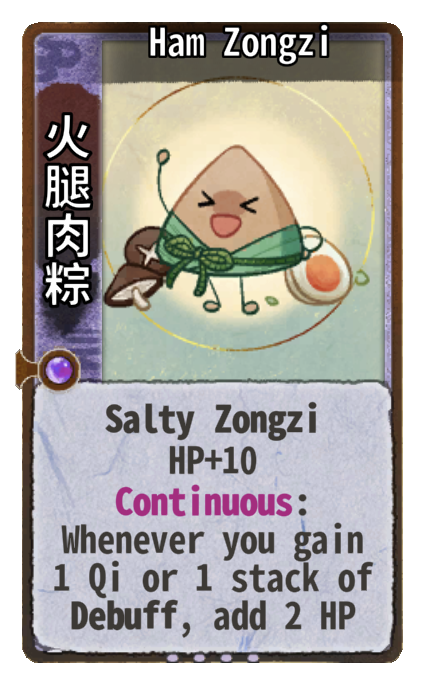 Ham Zongzi
火腿肉粽
Salty Zongzi
HP+10
Continuous:
Whenever you gain
1 Qi or 1 stack of
Debuff, add 2 HP